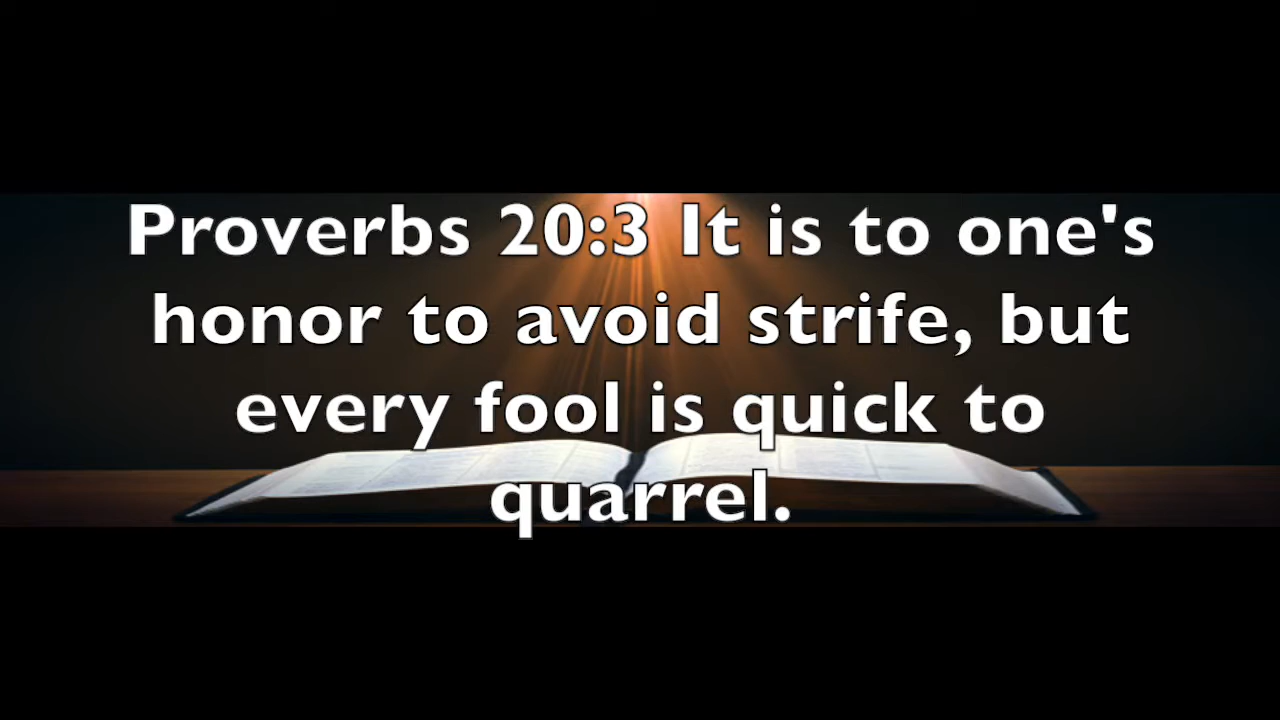 Proverbs 20:3 It is to one's
honor to avoid strife, but
every fool is quick to
quarrel.